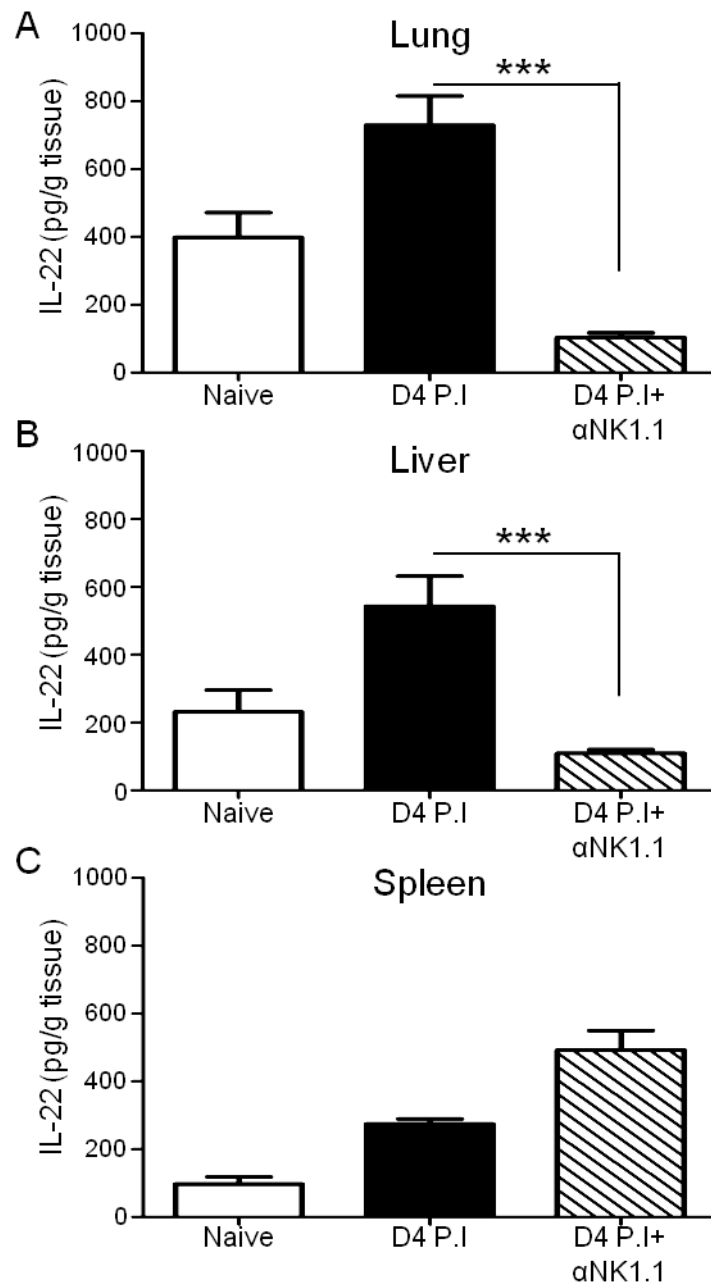 A
Lung
IL-22 (pg/g tissue)
1000
800
600
400
200
0
***
Naive
D4 P.I
D4 P.I+
αNK1.1
B
Liver
IL-22 (pg/g tissue)
1000
800
600
400
200
0
***
Naive
D4 P.I
D4 P.I+
αNK1.1
C
Spleen
IL-22 (pg/g tissue)
1000
800
600
400
200
0
Naive
D4 P.I
D4 P.I+
αNK1.1